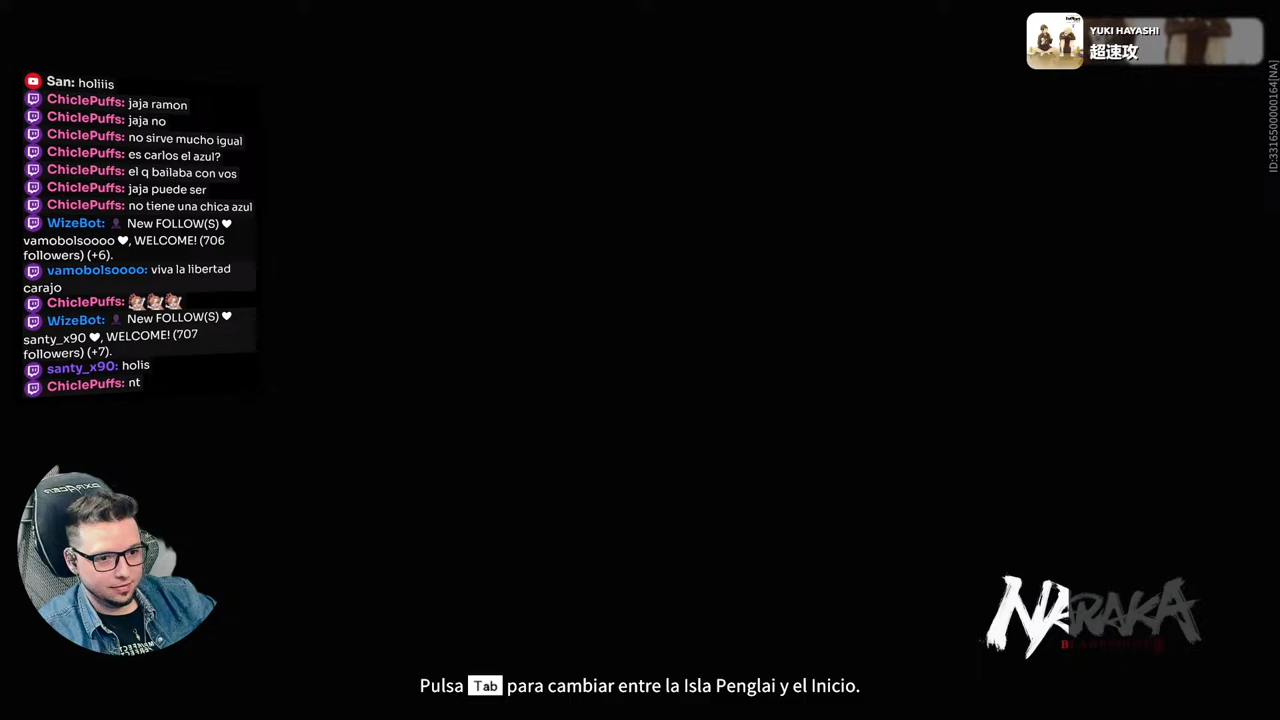 YUKI HAYASHI
超速攻
ID:3316500000164[NA]
San: holiiis
ChiclePuffs: jaja ramon
ChiclePuffs: jaja no
ChiclePuffs: no sirve mucho igual
ChiclePuffs: es carlos el azul?
ChiclePuffs: el q bailaba con vos
ChiclePuffs: jaja puede ser
ChiclePuffs: no tiene una chica azul
WizeBot: New FOLLOW(S)
vamobolsoooo, WELCOME! (706
followers) (+6).
vamobolsoooo: viva la libertad
carajo
ChiclePuffs:
WizeBot: New FOLLOW(S)
santy_x90, WELCOME! (707
followers) (+7).
santy_x90: holis
ChiclePuffs: nt
DXRACER
NARAKA
BLADEPOINT
Pulsa Tab para cambiar entre la Isla Penglai y el Inicio.